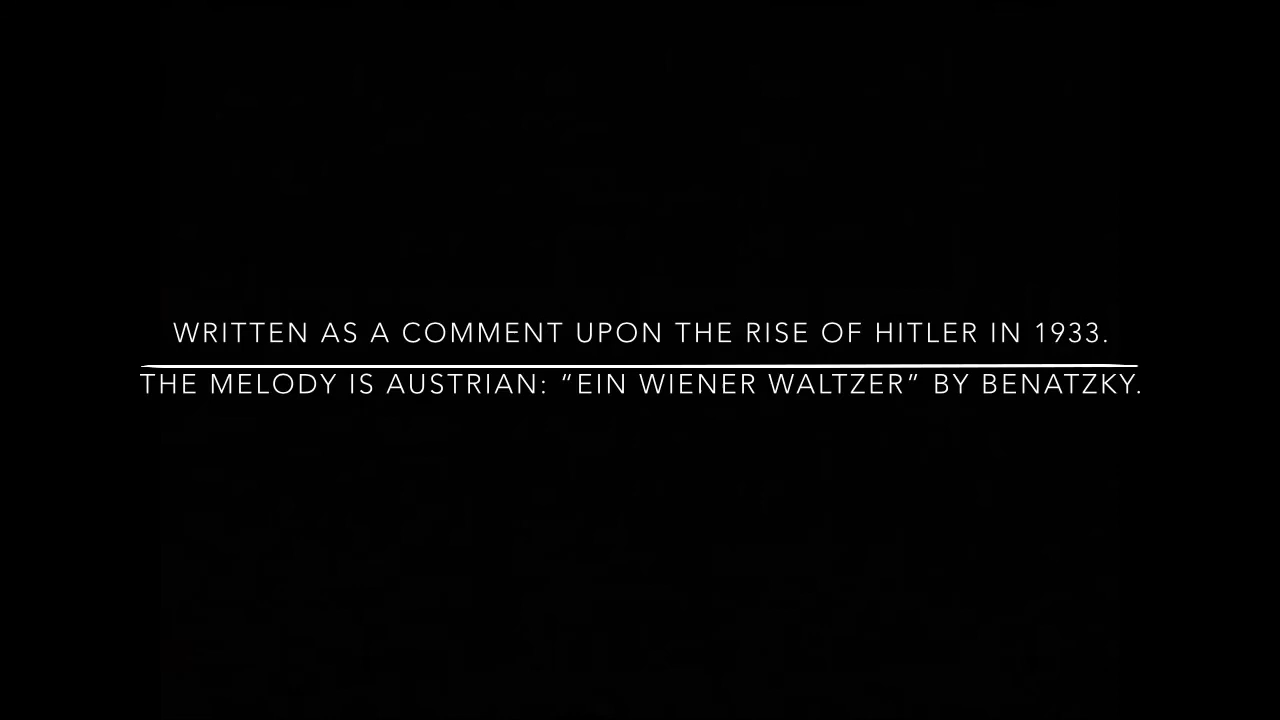 WRITTEN AS A COMMENT UPON THE RISE OF HITLER IN 1933.
THE MELODY IS AUSTRIAN: “EIN WIENER WALTZER” BY BENATZKY.